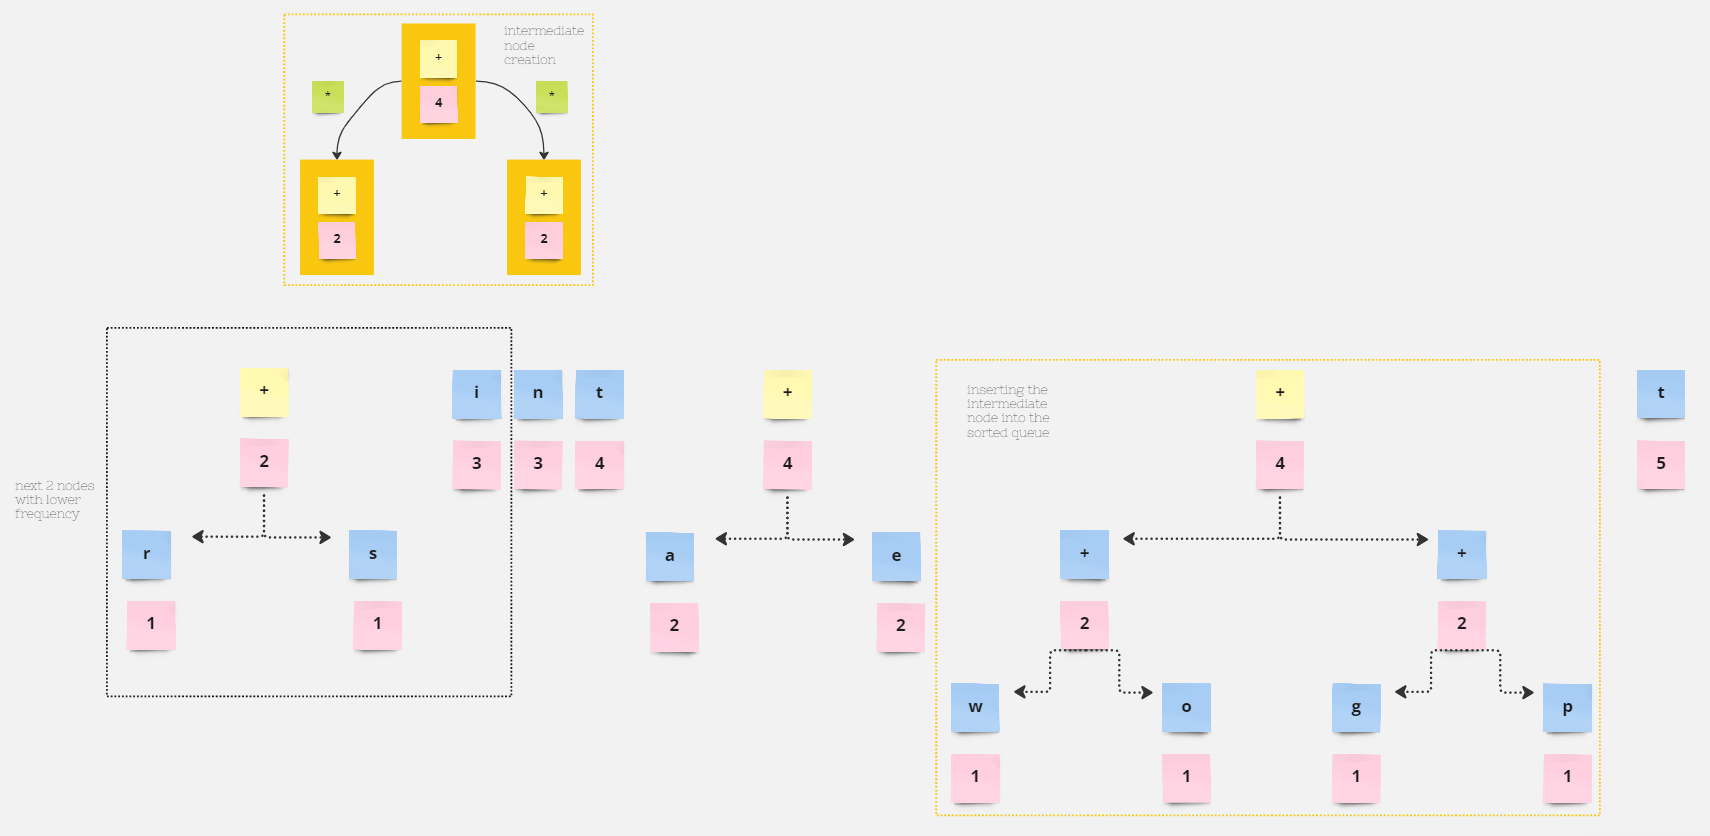 intermediate
node
creation
+
*
4
*
+
+
2
2
+
i
n
t
+
+
t
inserting the
intermediate
node into the
sorted queue
2
3
3
4
4
4
5
next 2 nodes
with lower
frequency
r
s
a
e
+
+
1
1
2
2
2
2
w
o
g
p
1
1
1
1